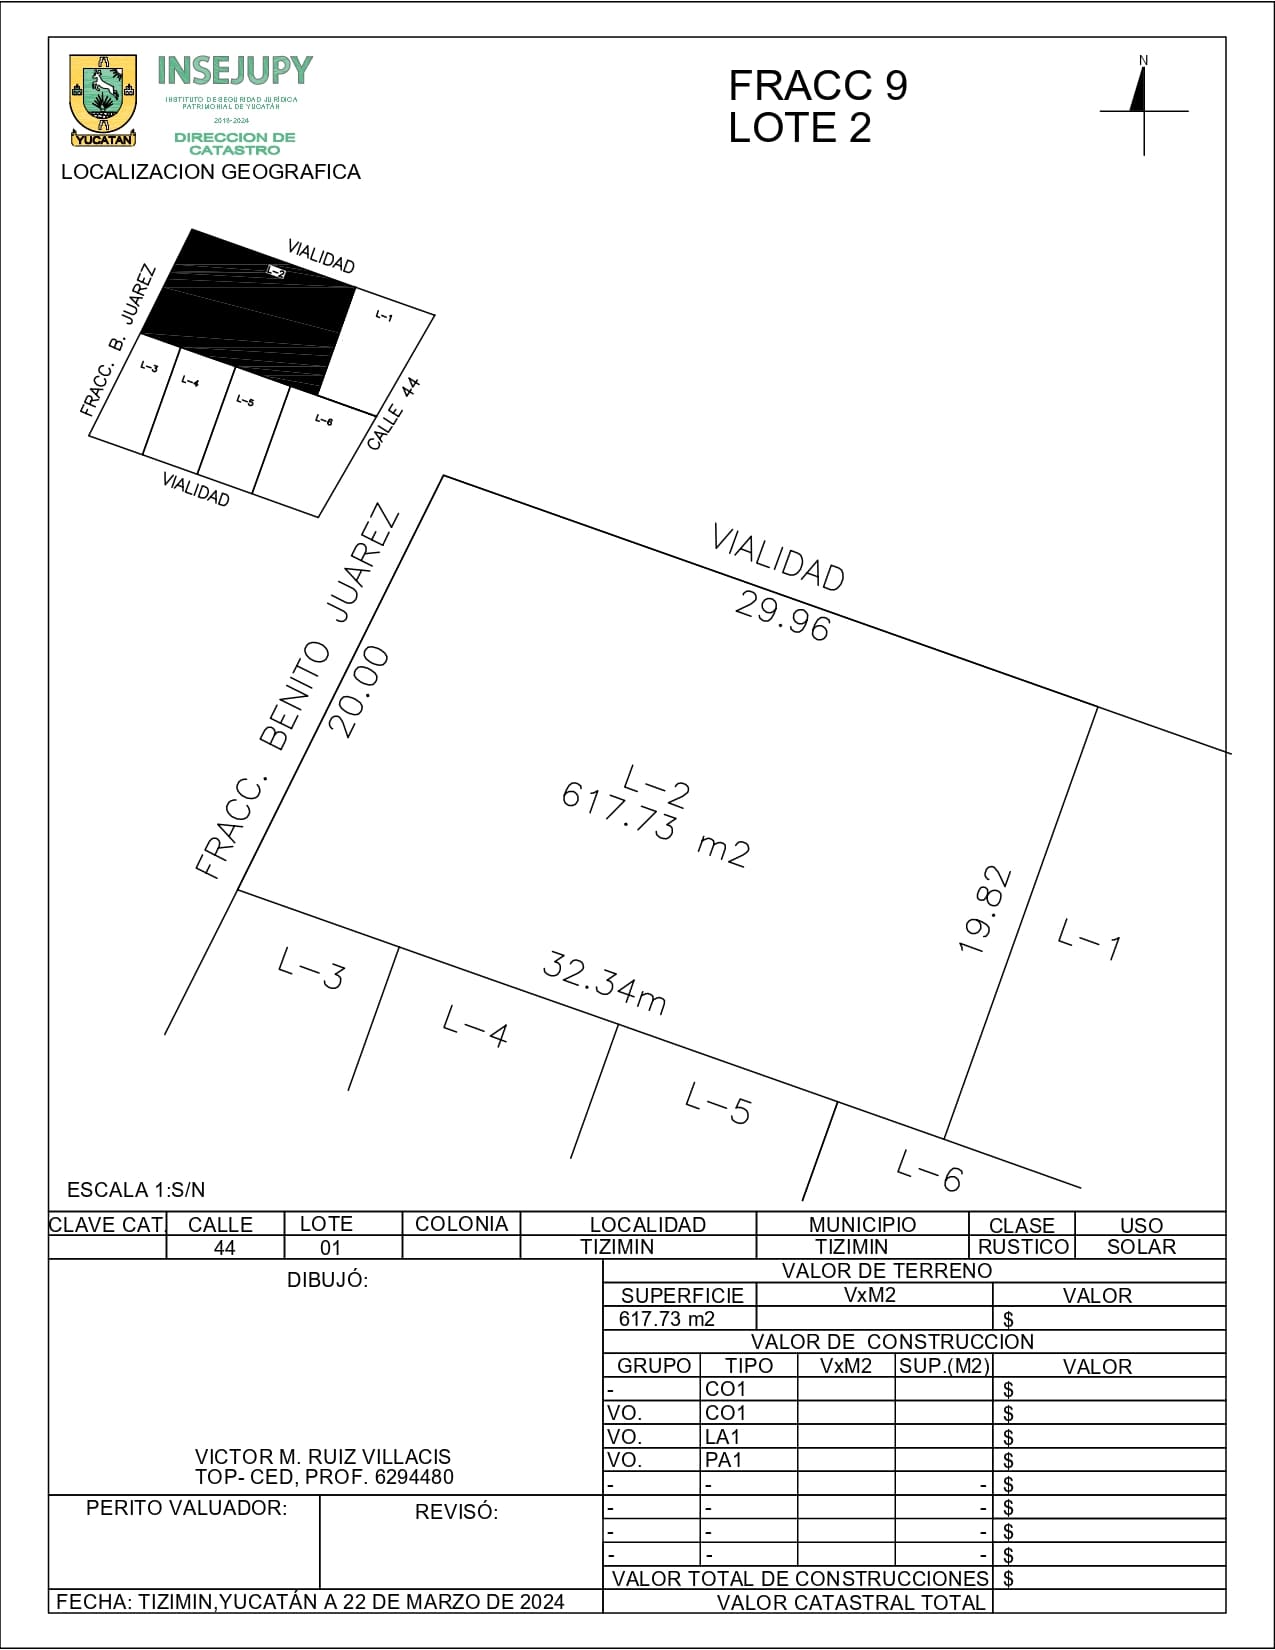 INSEJUPY
INSTITUTO DE SEGURIDAD JURÍDICA
PATRIMONIAL DE YUCATÁN
2018-2024
DIRECCION DE
CATASTRO
YUCATAN
LOCALIZACION GEOGRAFICA
FRACC 9
LOTE 2
N
VIALIDAD
L-2
L-1
FRACC. B. JUAREZ
L-3
L-4
L-5
L-6
CALLE 44
VIALIDAD
VIALIDAD
29.96
FRACC. BENITO JUAREZ
20.00
L-2
617.73 m2
19.82
L-1
32.34m
L-3
L-4
L-5
L-6
ESCALA 1:S/N
CLAVE CAT. CALLE LOTE COLONIA LOCALIDAD MUNICIPIO CLASE USO
44 01 TIZIMIN TIZIMIN RUSTICO SOLAR
DIBUJÓ:
VICTOR M. RUIZ VILLACIS
TOP- CED, PROF. 6294480
PERITO VALUADOR:
REVISÓ:
FECHA: TIZIMIN,YUCATÁN A 22 DE MARZO DE 2024
VALOR DE TERRENO
SUPERFICIE VxM2 VALOR
617.73 m2 $
VALOR DE CONSTRUCCION
GRUPO TIPO VxM2 SUP.(M2) VALOR
- CO1 $
VO. CO1 $
VO. LA1 $
VO. PA1 $
- - - $
- - - $
- - - $
- - - $
VALOR TOTAL DE CONSTRUCCIONES $
VALOR CATASTRAL TOTAL